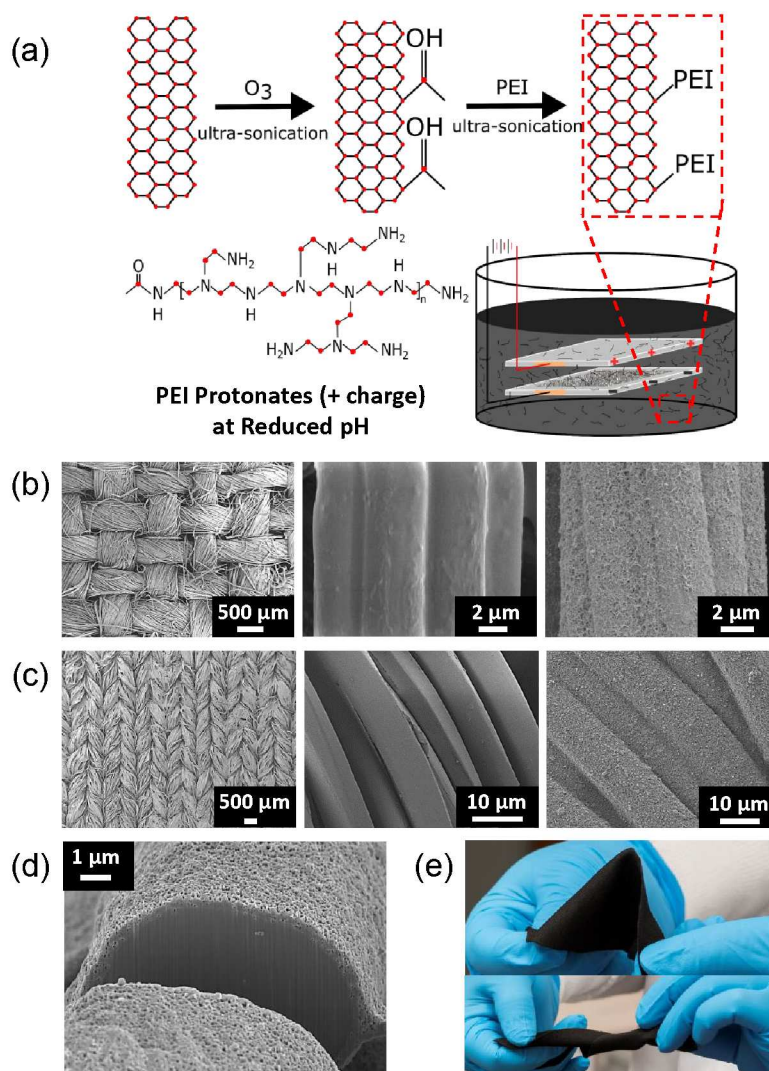 (a)
O3
ultra-sonication
OH
OH
PEI
ultra-sonication
PEI
PEI
O
NH2
NH2
N
H
H
N
N
N
N
N
NH2
H
H
n
N
H2N
NH2
PEI Protonates (+ charge)
at Reduced pH
+ + +
(b)
500 µm
2 µm
2 µm
(c)
500 µm
10 µm
10 µm
(d)
1 µm
(e)